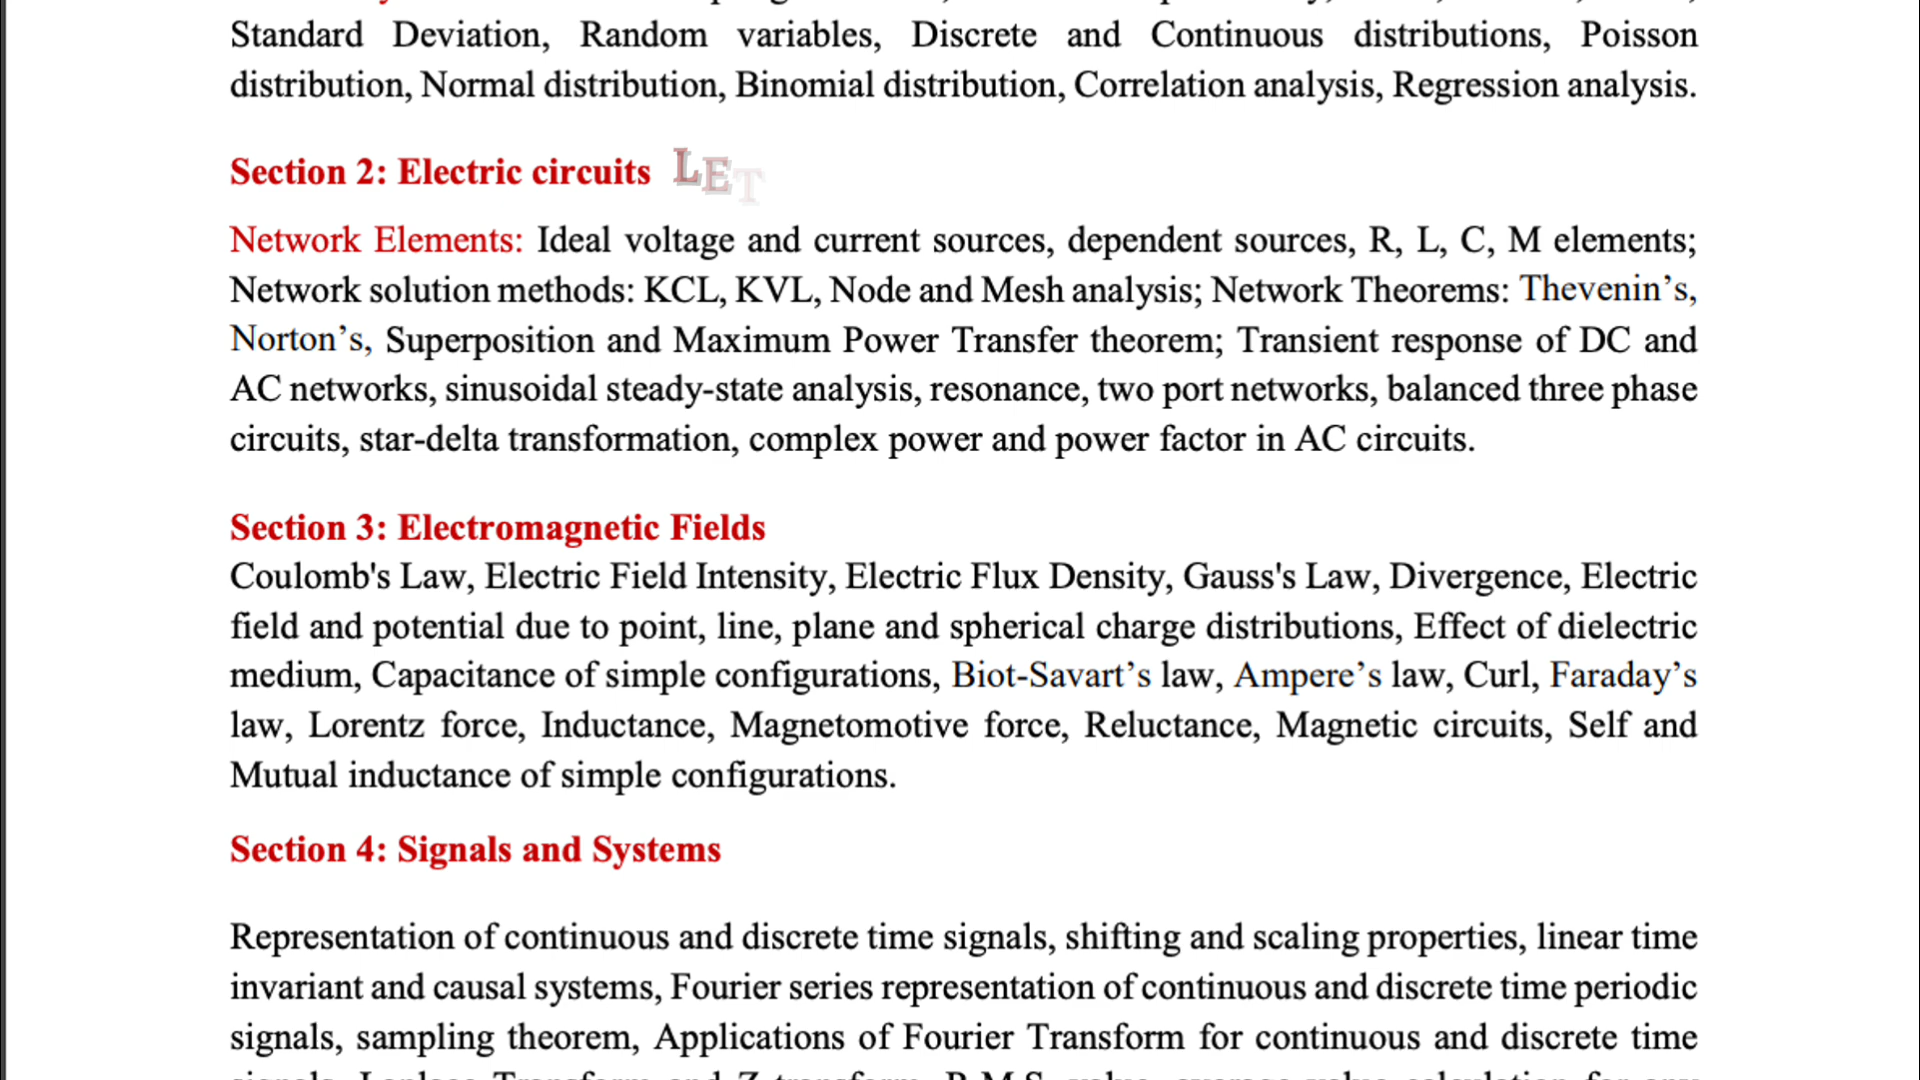 Standard Deviation, Random variables, Discrete and Continuous distributions, Poisson
distribution, Normal distribution, Binomial distribution, Correlation analysis, Regression analysis.
Section 2: Electric circuits LET
Network Elements: Ideal voltage and current sources, dependent sources, R, L, C, M elements;
Network solution methods: KCL, KVL, Node and Mesh analysis; Network Theorems: Thevenin’s,
Norton’s, Superposition and Maximum Power Transfer theorem; Transient response of DC and
AC networks, sinusoidal steady-state analysis, resonance, two port networks, balanced three phase
circuits, star-delta transformation, complex power and power factor in AC circuits.
Section 3: Electromagnetic Fields
Coulomb's Law, Electric Field Intensity, Electric Flux Density, Gauss's Law, Divergence, Electric
field and potential due to point, line, plane and spherical charge distributions, Effect of dielectric
medium, Capacitance of simple configurations, Biot-Savart’s law, Ampere’s law, Curl, Faraday’s
law, Lorentz force, Inductance, Magnetomotive force, Reluctance, Magnetic circuits, Self and
Mutual inductance of simple configurations.
Section 4: Signals and Systems
Representation of continuous and discrete time signals, shifting and scaling properties, linear time
invariant and causal systems, Fourier series representation of continuous and discrete time periodic
signals, sampling theorem, Applications of Fourier Transform for continuous and discrete time